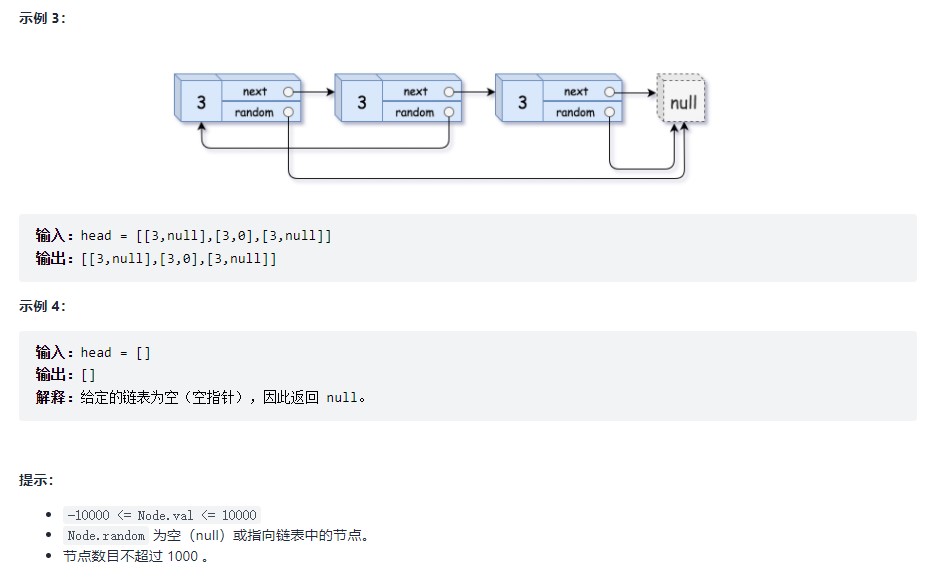 示例 3：
3 next random 3 next random 3 next random null
输入：head = [[3,null],[3,0],[3,null]]
输出：[[3,null],[3,0],[3,null]]
示例 4：
输入：head = []
输出：[]
解释：给定的链表为空（空指针），因此返回 null。
提示：
-10000 <= Node.val <= 10000
Node.random 为空（null）或指向链表中的节点。
节点数目不超过 1000 。